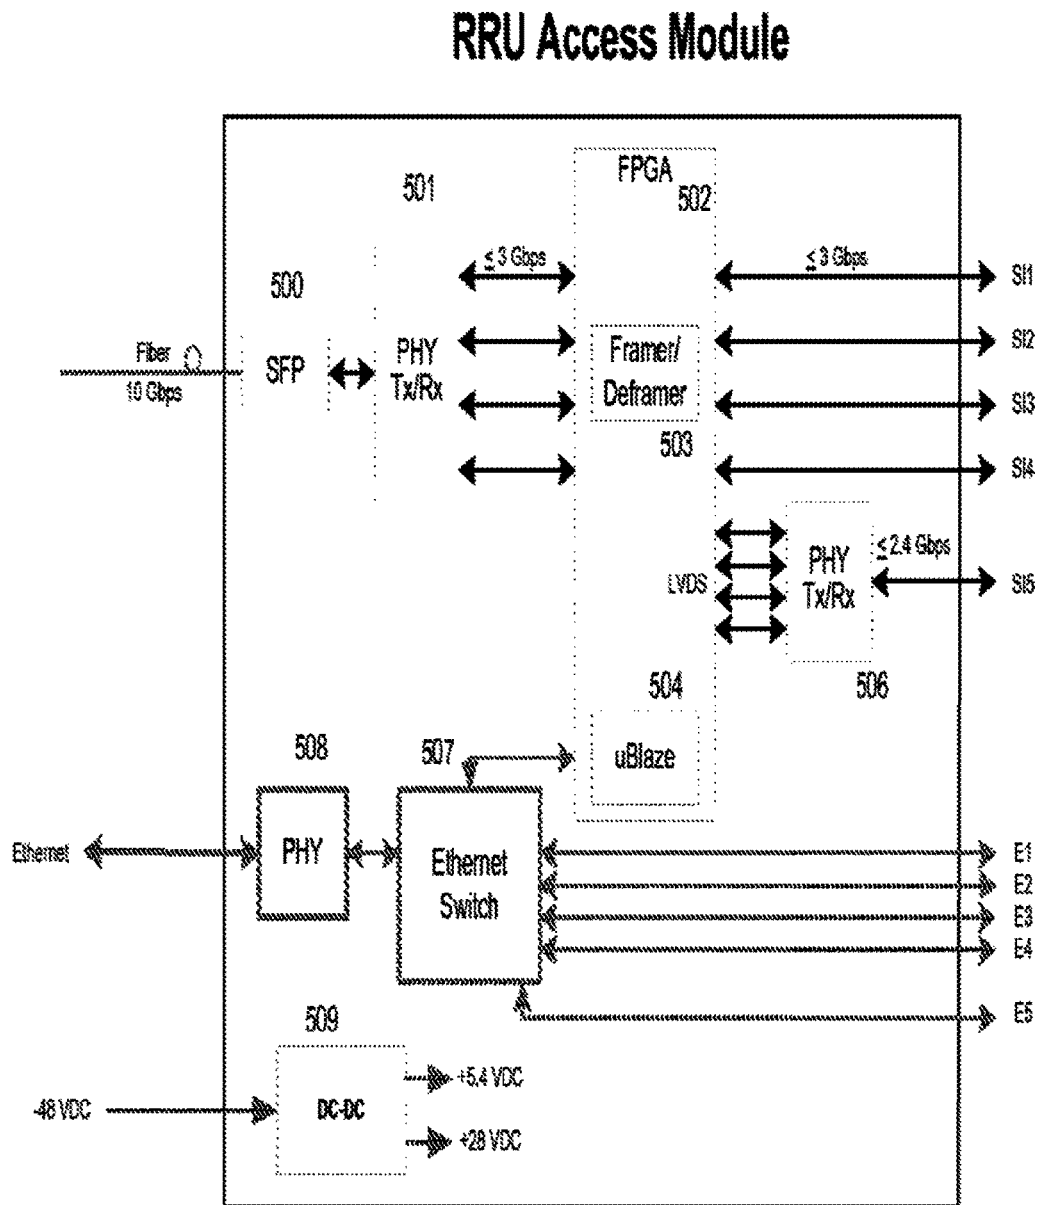 RRU Access Module
FPGA
501
502
≤ 3 Gbps
≤ 3 Gbps
SI1
500
SI2
Fiber
10 Gbps
SFP
PHY
Tx/Rx
Framer/
Deframer
SI3
503
SI4
LVDS
PHY
Tx/Rx
≤ 2.4 Gbps
SI5
504
506
508
507
uBlaze
Ethernet
PHY
Ethernet
Switch
E1
E2
E3
E4
E5
509
-48 VDC
DC-DC
+5.4 VDC
+28 VDC